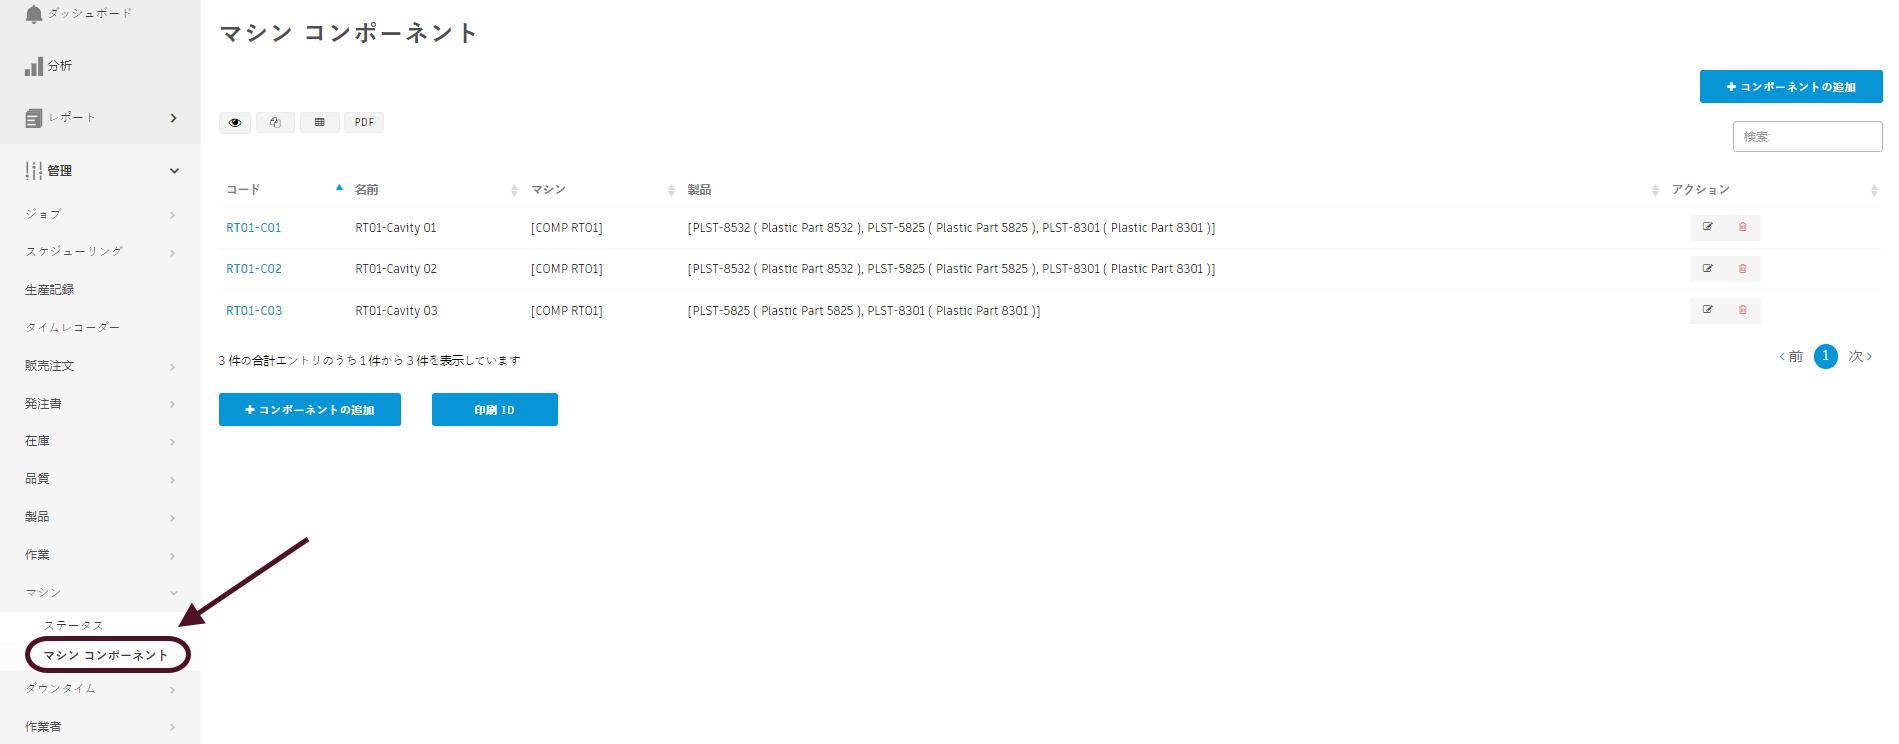 ダッシュボード
分析
レポート
管理
ジョブ
スケジューリング
生産記録
タイムレコーダー
販売注文
発注書
在庫
品質
製品
作業
マシン
ステータス
マシン コンポーネント
ダウンタイム
作業者
マシン コンポーネント
コンポーネントの追加
PDF
検索:
コード 名前 マシン 製品 アクション
RT01-C01 RT01-Cavity 01 [COMP RT01] [PLST-8532 ( Plastic Part 8532 ), PLST-5825 ( Plastic Part 5825 ), PLST-8301 ( Plastic Part 8301 )]
RT01-C02 RT01-Cavity 02 [COMP RT01] [PLST-8532 ( Plastic Part 8532 ), PLST-5825 ( Plastic Part 5825 ), PLST-8301 ( Plastic Part 8301 )]
RT01-C03 RT01-Cavity 03 [COMP RT01] [PLST-5825 ( Plastic Part 5825 ), PLST-8301 ( Plastic Part 8301 )]
3 件の合計エントリのうち 1 件から 3 件を表示しています
前 1 次
コンポーネントの追加 印刷 ID